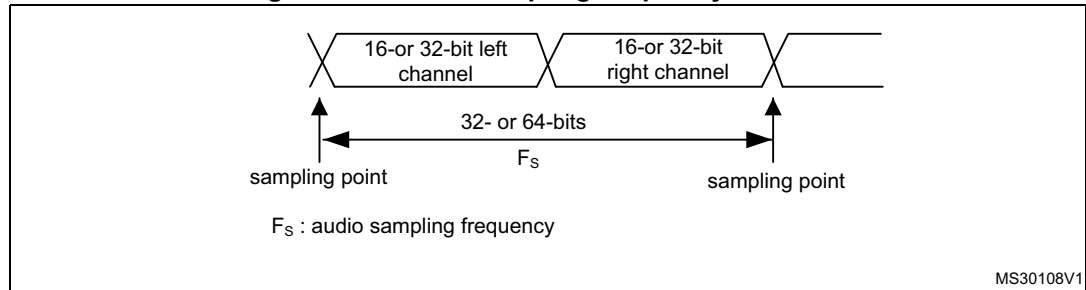 16-or 32-bit left
channel
16-or 32-bit
right channel
32- or 64-bits
FS
sampling point
sampling point
FS : audio sampling frequency
MS30108V1